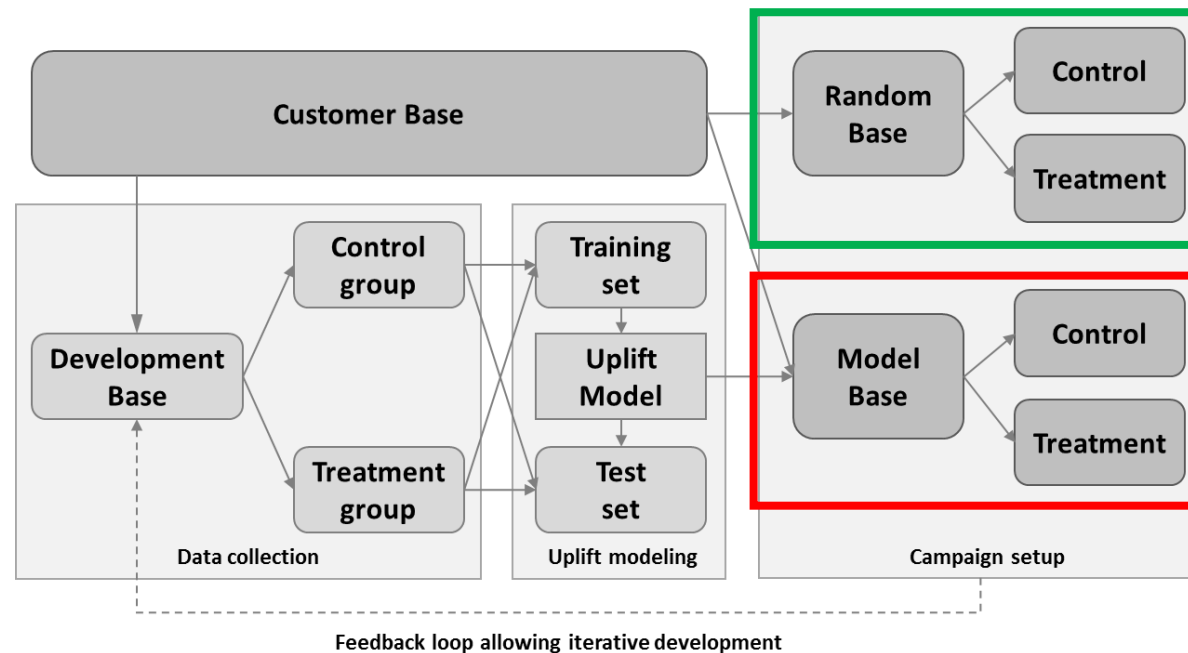 Customer Base
Random
Base
Control
Treatment
Development
Base
Control
group
Treatment
group
Data collection
Training
set
Uplift
Model
Test
set
Uplift modeling
Model
Base
Control
Treatment
Campaign setup
Feedback loop allowing iterative development